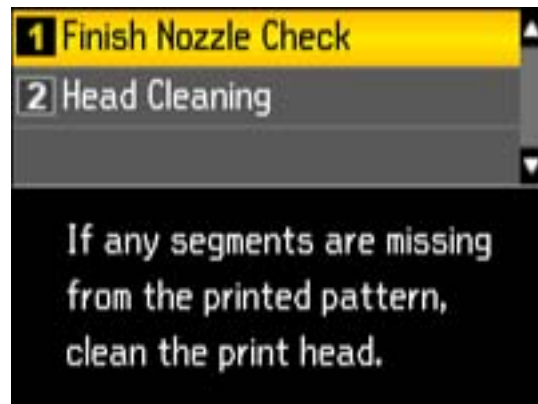 1 Finish Nozzle Check
2 Head Cleaning
If any segments are missing
from the printed pattern,
clean the print head.